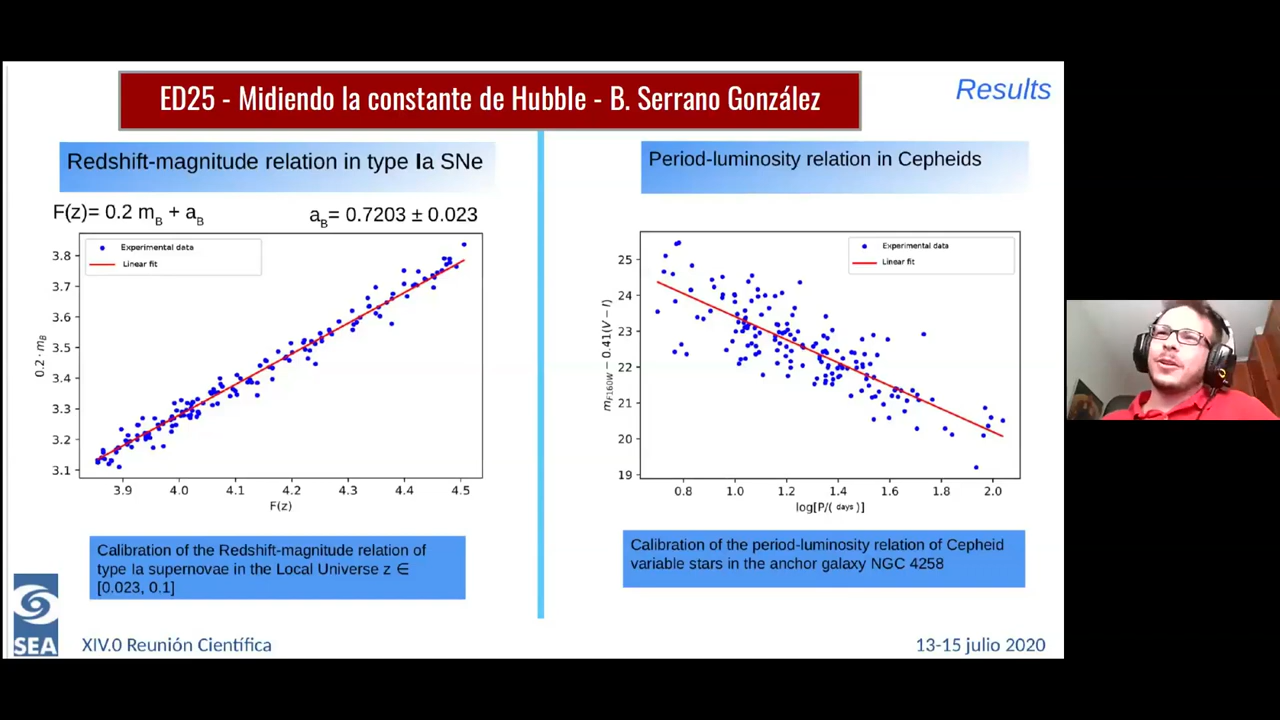 ED25 - Midiendo la constante de Hubble - B. Serrano González
Results
Redshift-magnitude relation in type Ia SNe
F(z)= 0.2 mB + aB
aB= 0.7203 ± 0.023
Experimental data
Linear fit
3.8
3.7
3.6
3.5
3.4
3.3
3.2
3.1
0.2 · mB
3.9 4.0 4.1 4.2 4.3 4.4 4.5
F(z)
Calibration of the Redshift-magnitude relation of
type Ia supernovae in the Local Universe z ∈
[0.023, 0.1]
Period-luminosity relation in Cepheids
Experimental data
Linear fit
25
24
23
22
21
20
19
mF160W − 0.41(V − I)
0.8 1.0 1.2 1.4 1.6 1.8 2.0
log[P/( days )]
Calibration of the period-luminosity relation of Cepheid
variable stars in the anchor galaxy NGC 4258
SEA
XIV.0 Reunión Científica
13-15 julio 2020